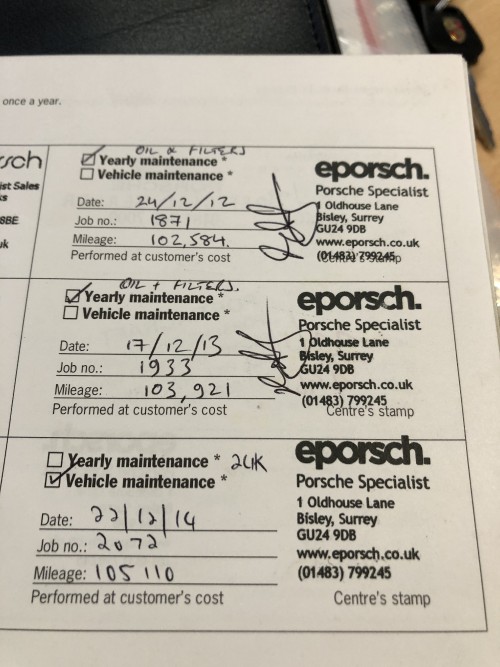 once a year.
OIL & FILTERS
Yearly maintenance *
Vehicle maintenance *
Date: 24/12/12
Job no.: 1871
Mileage: 102,584.
Performed at customer's cost
eporsch.
Porsche Specialist
1 Oldhouse Lane
Bisley, Surrey
GU24 9DB
www.eporsch.co.uk
(01483) 799245
Centre's stamp
rsch
ist Sales
8BE
uk
OIL + FILTERS.
Yearly maintenance *
Vehicle maintenance *
Date: 17/12/13
Job no.: 1933
Mileage: 103,921
Performed at customer's cost
eporsch.
Porsche Specialist
1 Oldhouse Lane
Bisley, Surrey
GU24 9DB
www.eporsch.co.uk
(01483) 799245
Centre's stamp
Yearly maintenance * 24K
Vehicle maintenance *
Date: 22/12/14
Job no.: 2072
Mileage: 105 110
Performed at customer's cost
eporsch.
Porsche Specialist
1 Oldhouse Lane
Bisley, Surrey
GU24 9DB
www.eporsch.co.uk
(01483) 799245
Centre's stamp